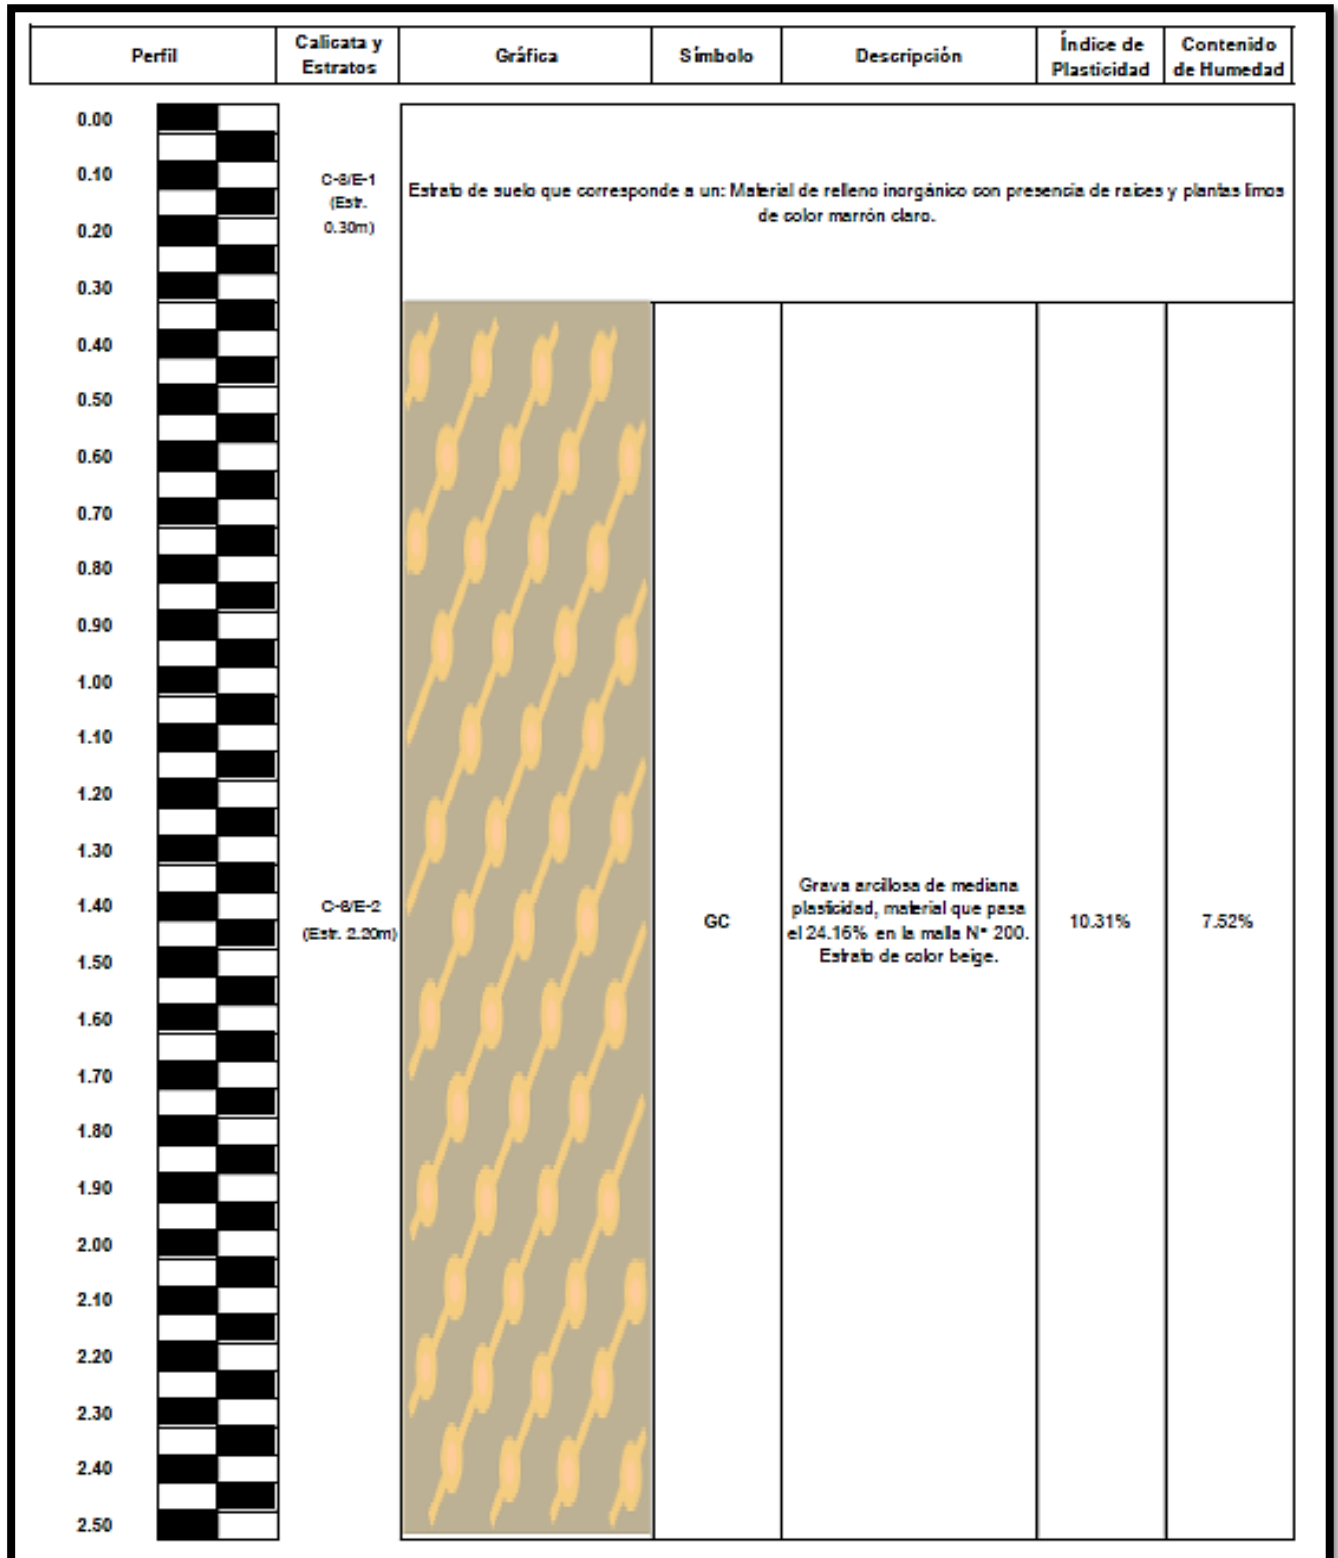 Perfil
Calicata y
Estratos
Gráfica
Símbolo
Descripción
Índice de
Plasticidad
Contenido
de Humedad
0.00
0.10
0.20
0.30
0.40
0.50
0.60
0.70
0.80
0.90
1.00
1.10
1.20
1.30
1.40
1.50
1.60
1.70
1.80
1.90
2.00
2.10
2.20
2.30
2.40
2.50
C-8/E-1
(Estr.
0.30m)
Estrato de suelo que corresponde a un: Material de relleno inorgánico con presencia de raices y plantas limos
de color marrón claro.
C-8/E-2
(Estr. 2.20m)
GC
Grava arcillosa de mediana
plasticidad, material que pasa
el 24.16% en la malla N° 200.
Estrato de color beige.
10.31%
7.52%